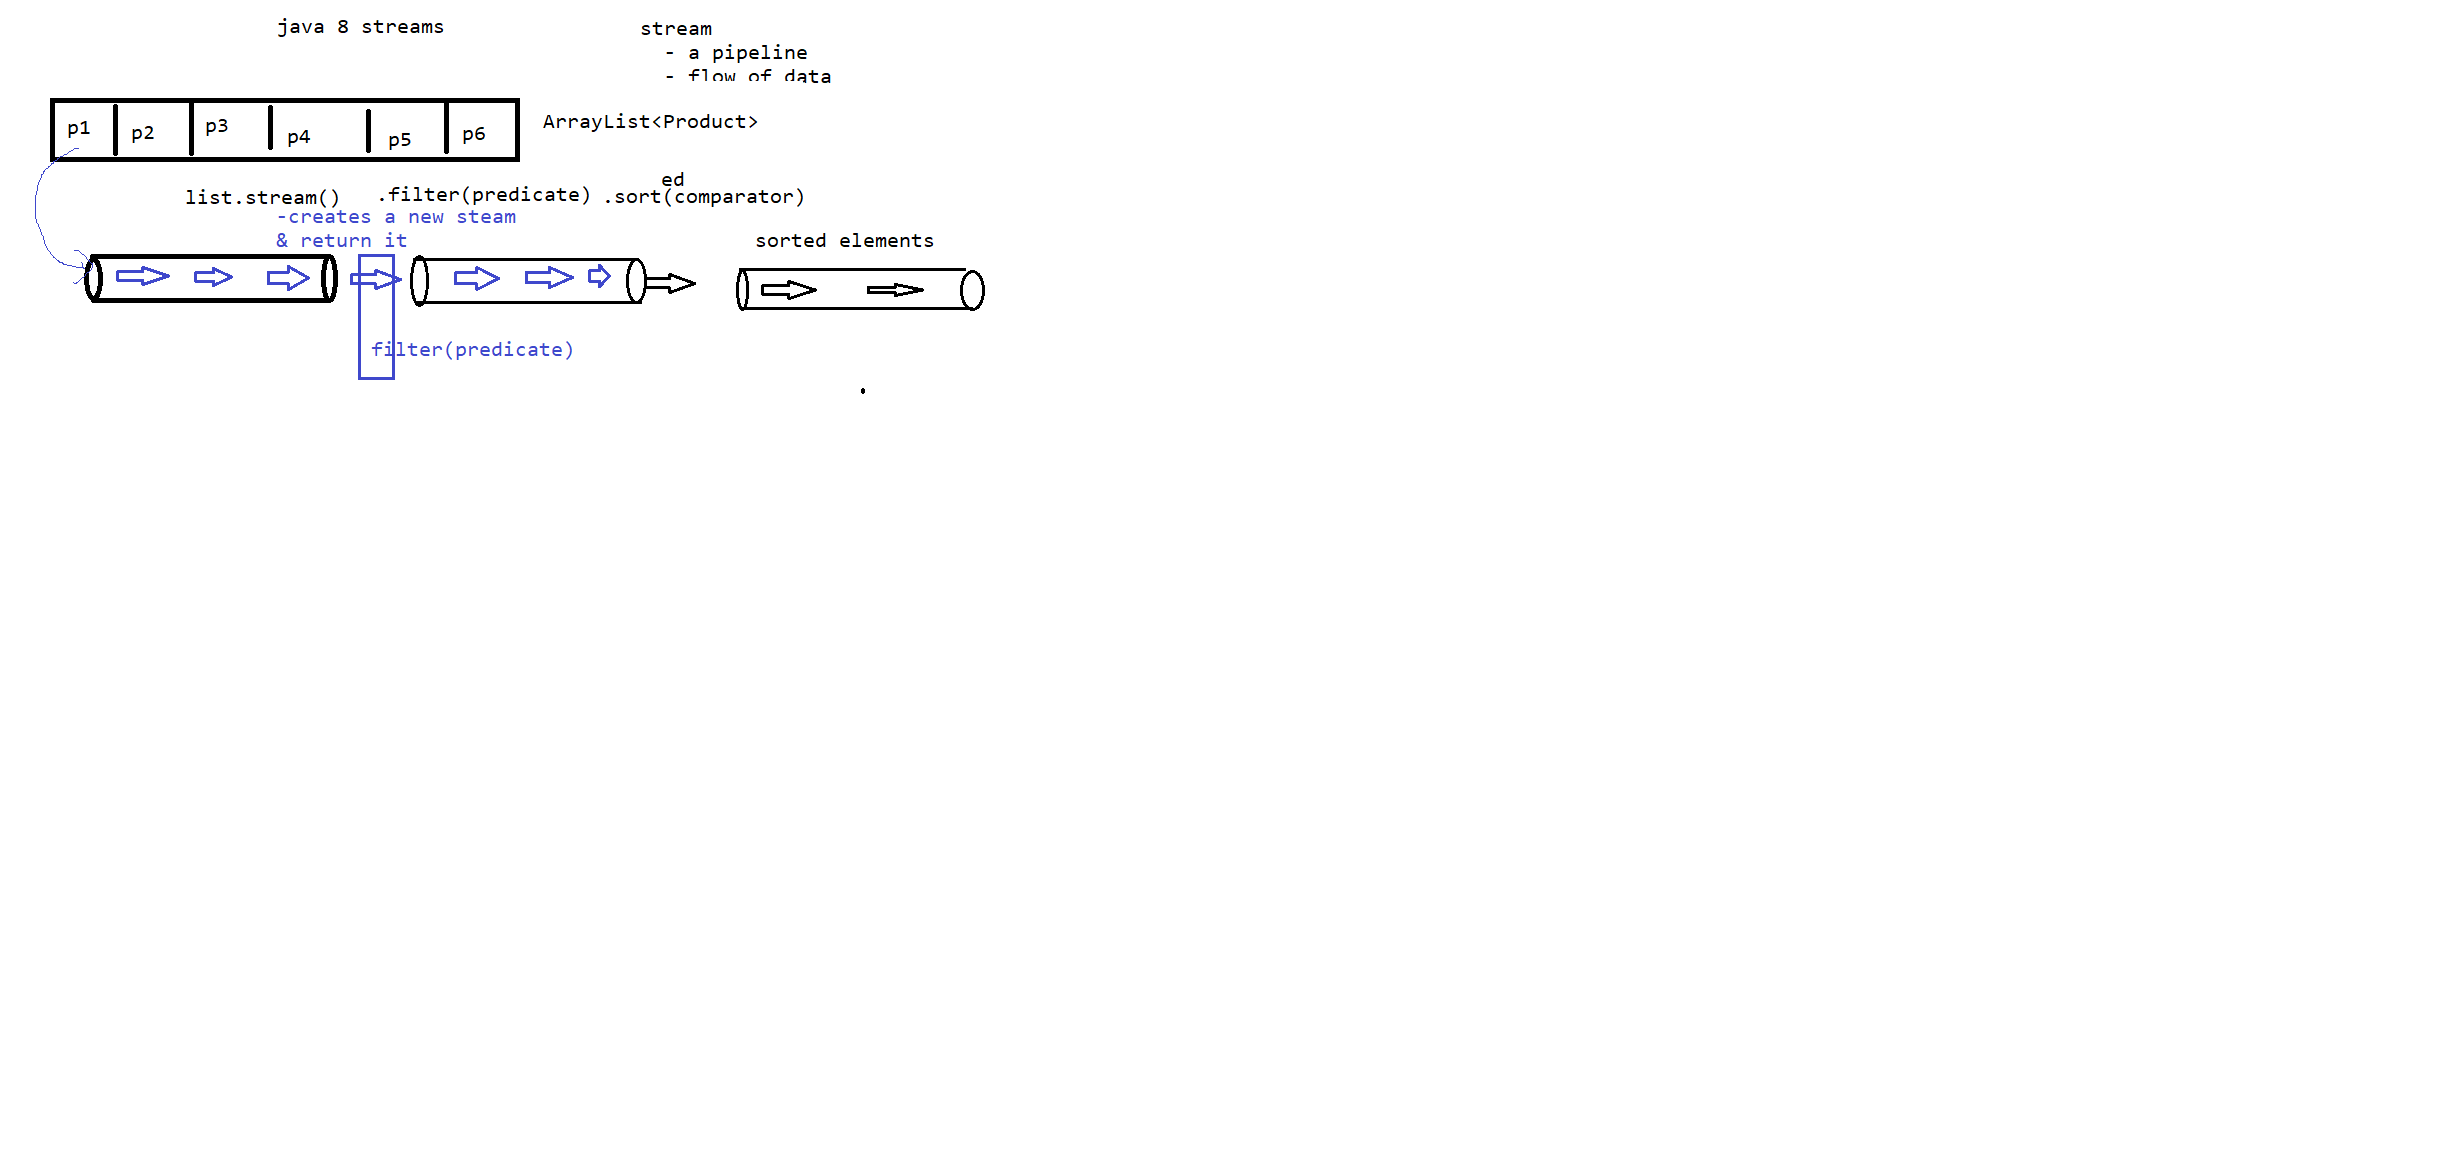 java 8 streams
stream
- a pipeline
- flow of data
p1 p2 p3 p4 p5 p6
ArrayList<Product>
ed
list.stream() .filter(predicate) .sort(comparator)
-creates a new steam
& return it
sorted elements
filter(predicate)